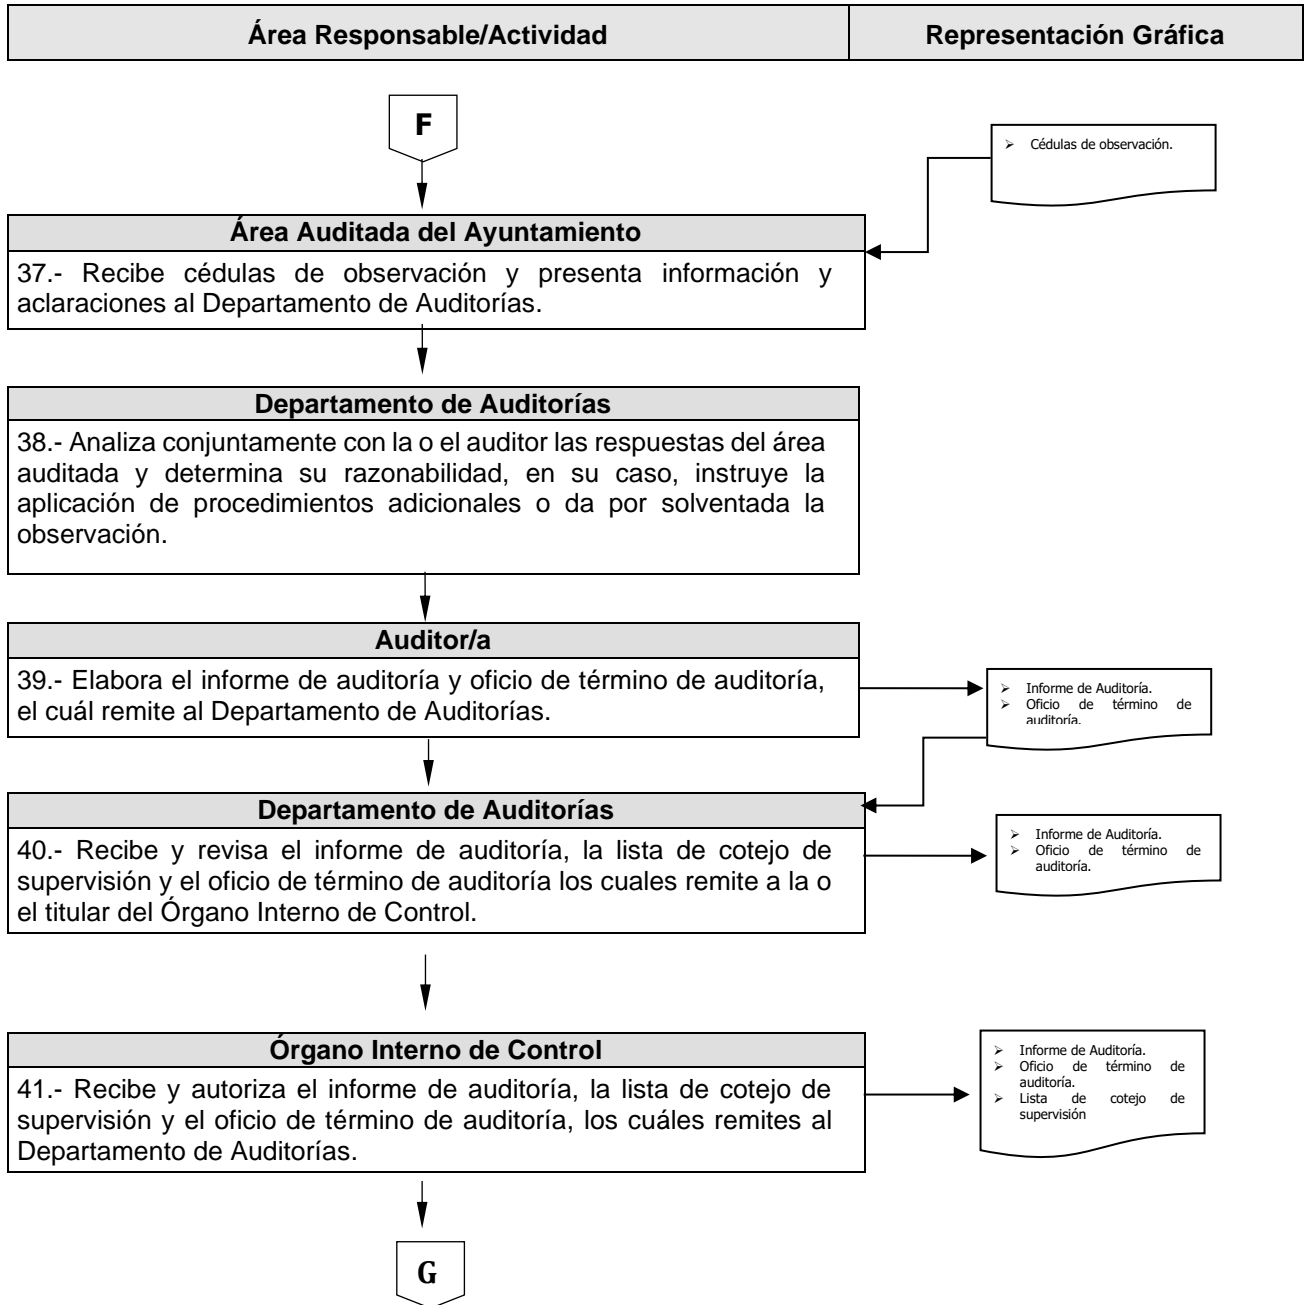 Área Responsable/Actividad
Representación Gráfica
F
➢ Cédulas de observación.
Área Auditada del Ayuntamiento
37.- Recibe cédulas de observación y presenta información y
aclaraciones al Departamento de Auditorías.
Departamento de Auditorías
38.- Analiza conjuntamente con la o el auditor las respuestas del área
auditada y determina su razonabilidad, en su caso, instruye la
aplicación de procedimientos adicionales o da por solventada la
observación.
Auditor/a
39.- Elabora el informe de auditoría y oficio de término de auditoría,
el cuál remite al Departamento de Auditorías.
➢ Informe de Auditoría.
➢ Oficio de término de
auditoría.
Departamento de Auditorías
40.- Recibe y revisa el informe de auditoría, la lista de cotejo de
supervisión y el oficio de término de auditoría los cuales remite a la o
el titular del Órgano Interno de Control.
➢ Informe de Auditoría.
➢ Oficio de término de
auditoría.
Órgano Interno de Control
41.- Recibe y autoriza el informe de auditoría, la lista de cotejo de
supervisión y el oficio de término de auditoría, los cuáles remites al
Departamento de Auditorías.
➢ Informe de Auditoría.
➢ Oficio de término de
auditoría.
➢ Lista de cotejo de
supervisión
G